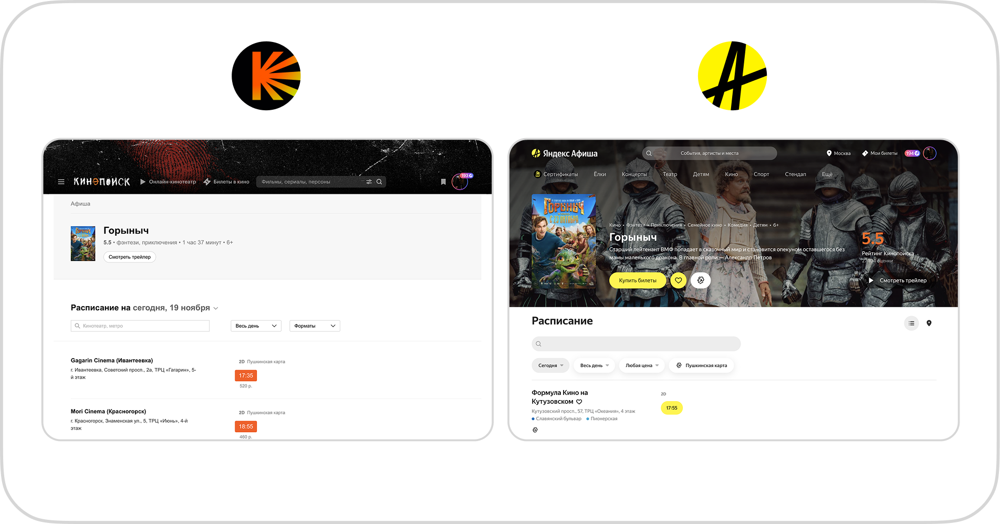 КИНОПОИСК
Онлайн-кинотеатр
Билеты в кино
Фильмы, сериалы, персоны
193
Афиша
Горыныч
5.5 • фэнтези, приключения • 1 час 37 минут • 6+
Смотреть трейлер
Расписание на сегодня, 19 ноября
Кинотеатр, метро
Весь день
Форматы
Gagarin Cinema (Ивантеевка)
г. Ивантеевка, Советский просп., 2а, ТРЦ «Гагарин», 5-
й этаж
2D Пушкинская карта
17:35
520 р.
Mori Cinema (Красногорск)
г. Красногорск, Знаменская ул., 5, ТРЦ «Июнь», 4-й
этаж
2D Пушкинская карта
18:55
460 р.
Яндекс Афиша
События, артисты и места
Москва
Мои билеты
194
Сертификаты
Ёлки
Концерты
Театр
Детям
Кино
Спорт
Стендап
Ещё
ГОРЫНЫЧ
С 23 ОКТЯБРЯ
Кино • Фэнтези • Приключения • Семейное кино • Комедия • Детям • 6+
Горыныч
Старший лейтенант ВМФ попадает в сказочный мир и становится опекуном оставшегося без
мамы маленького дракона. В главной роли — Александр Петров
5.5
Рейтинг Кинопоиска
27 104 оценки
Купить билеты
Смотреть трейлер
Расписание
Сегодня
Весь день
Любая цена
Пушкинская карта
Формула Кино на
Кутузовском
Кутузовский просп., 57, ТРЦ «Океания», 4 этаж
Славянский бульвар
Пионерская
2D
17:55